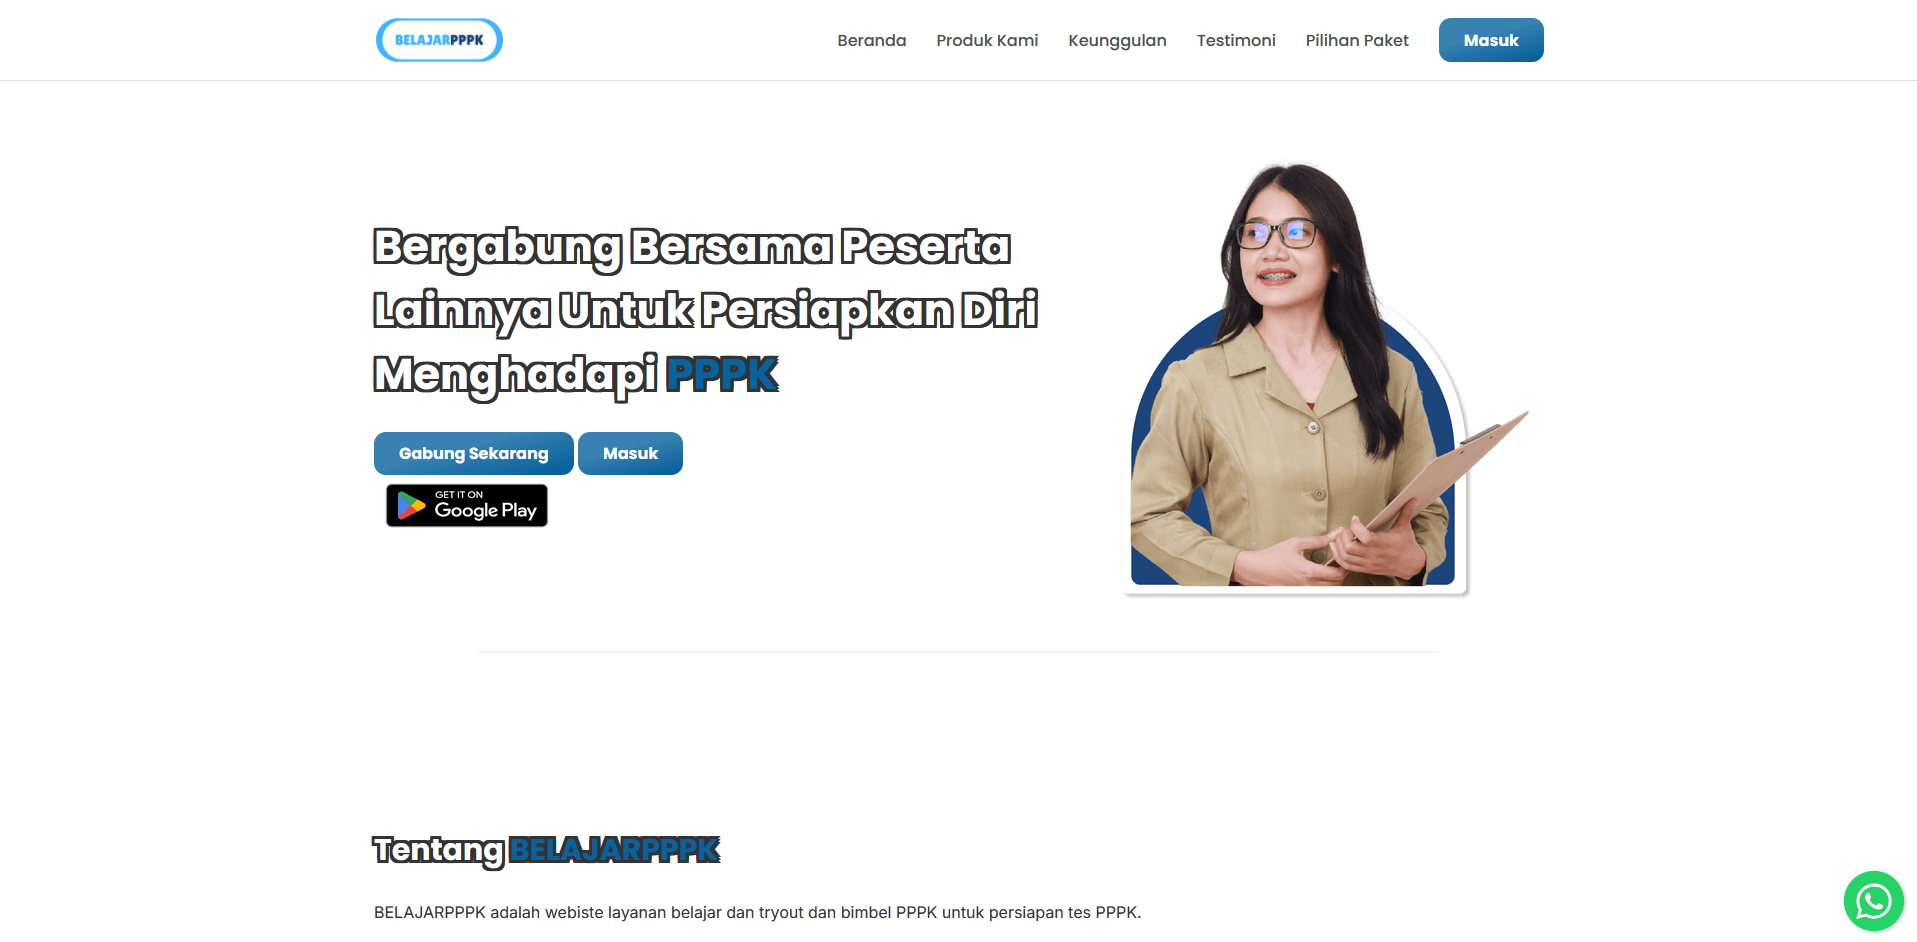 BELAJARPPPK
Beranda
Produk Kami
Keunggulan
Testimoni
Pilihan Paket
Masuk
Bergabung Bersama Peserta
Lainnya Untuk Persiapkan Diri
Menghadapi PPPK
Gabung Sekarang
Masuk
GET IT ON
Google Play
Tentang BELAJARPPPK
BELAJARPPPK adalah webiste layanan belajar dan tryout dan bimbel PPPK untuk persiapan tes PPPK.